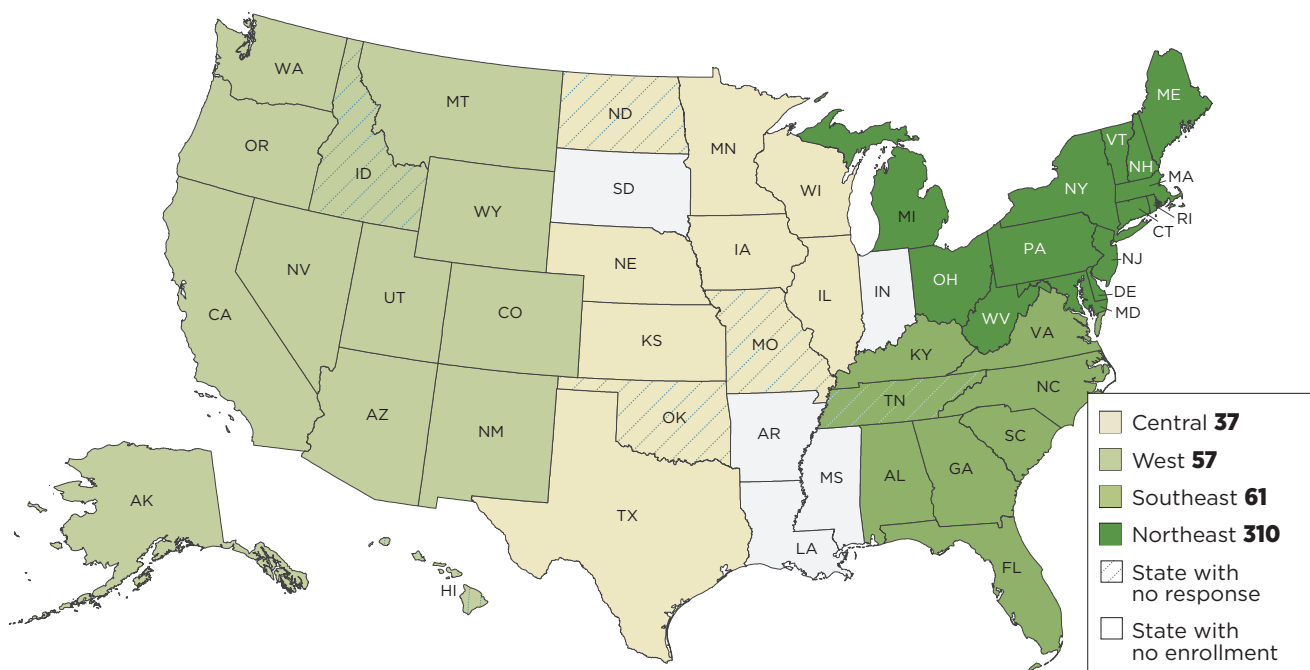 WA
MT
ND
MN
ME
OR
ID
SD
WI
VT
NH
MA
WY
NY
MI
RI
CT
IA
PA
NE
NJ
NV
UT
IL
IN
OH
DE
CA
CO
MD
WV
VA
KS
MO
KY
NC
TN
AZ
NM
OK
AR
SC
MS
AL
GA
AK
TX
LA
FL
HI
Central 37
West 57
Southeast 61
Northeast 310
State with
no response
State with
no enrollment